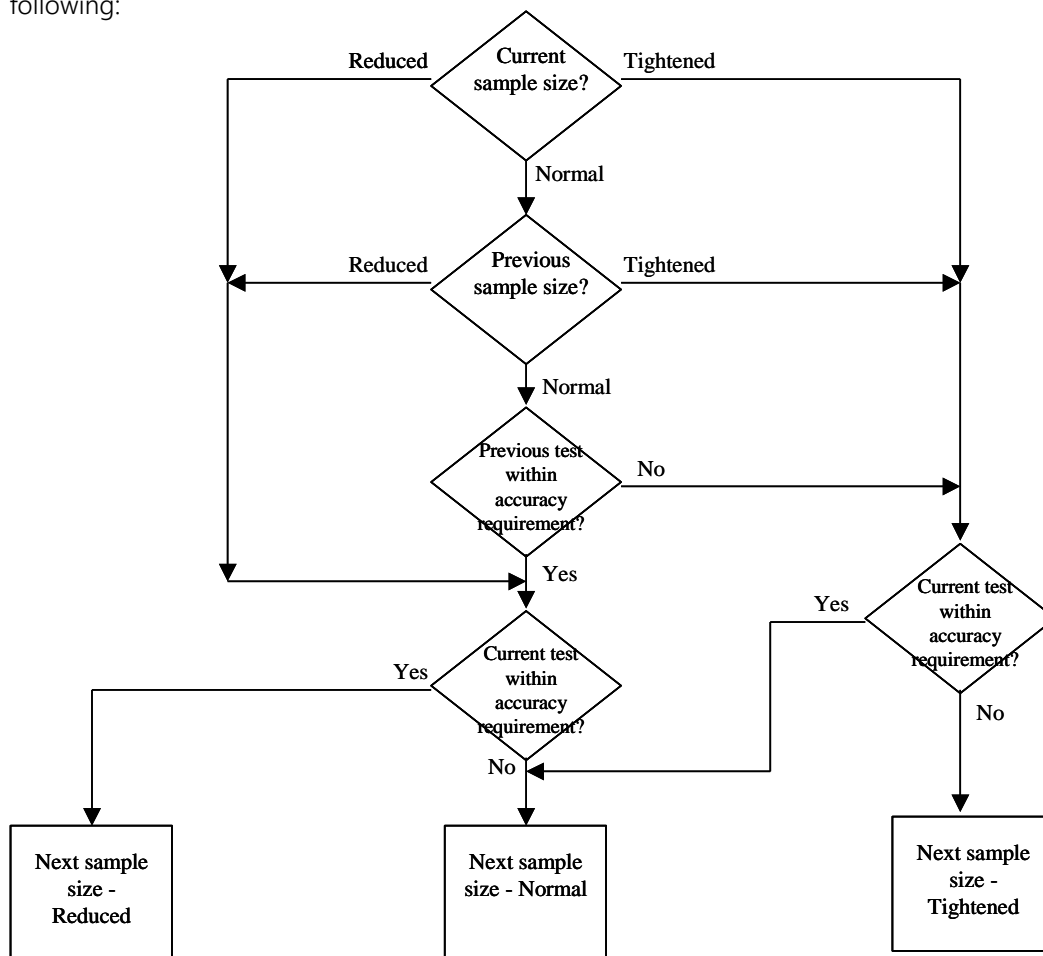 following:
Reduced
Current
sample size?
Tightened
Normal
Reduced
Previous
sample size?
Tightened
Normal
Previous test
within
accuracy
requirement?
No
Yes
Current test
within
accuracy
requirement?
Yes
No
Yes
Current test
within
accuracy
requirement?
No
Next sample
size -
Reduced
Next sample
size - Normal
Next sample
size -
Tightened